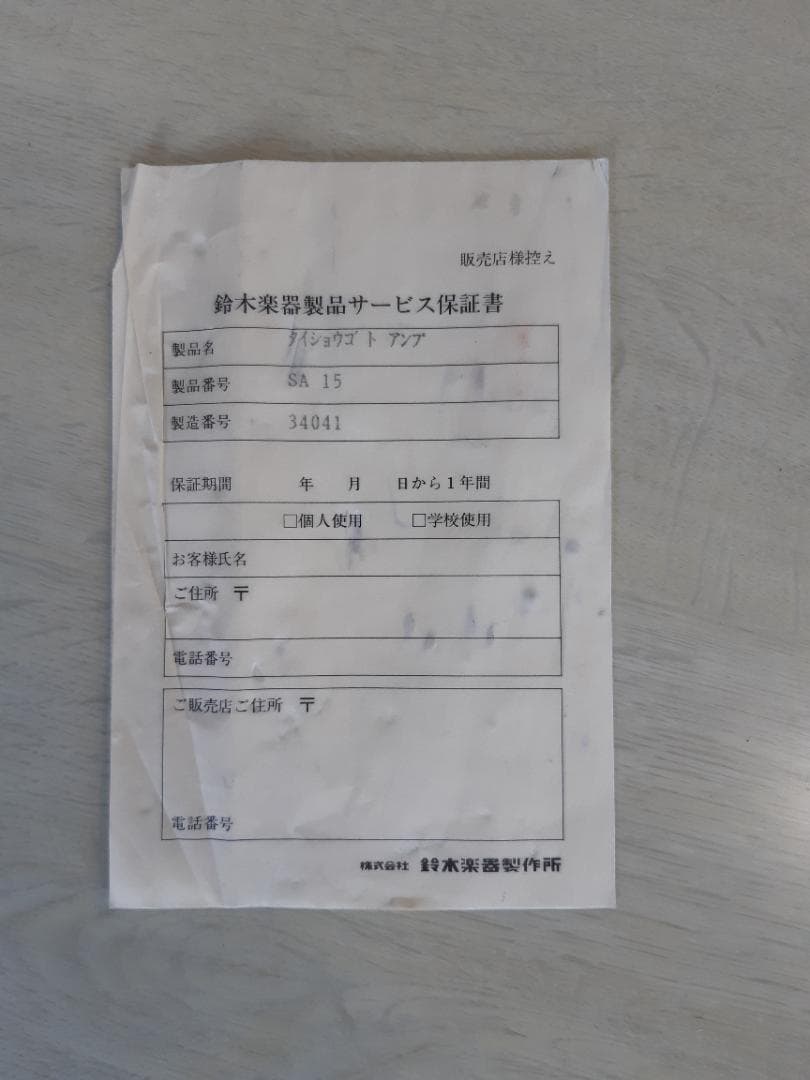 販売店様控え
鈴木楽器製品サービス保証書
製品名 タイショウゴト アンプ
製品番号 SA 15
製造番号 34041
保証期間 年 月 日から1年間
□個人使用 □学校使用
お客様氏名
ご住所 〒
電話番号
ご販売店ご住所 〒
電話番号
株式会社 鈴木楽器製作所